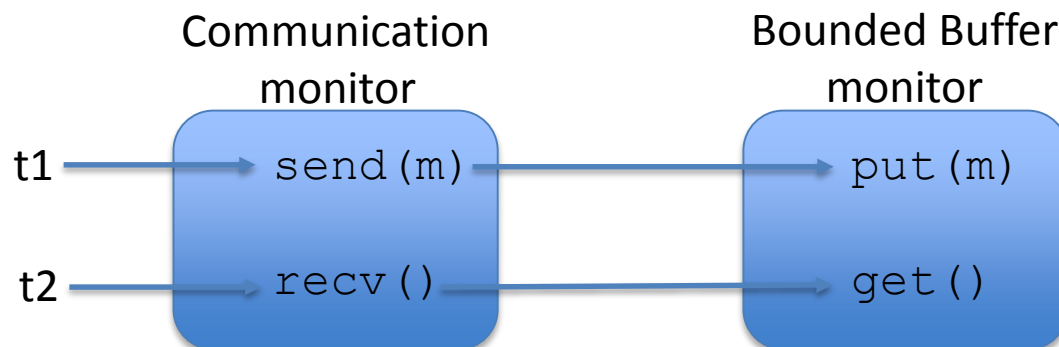 Communication
monitor
Bounded Buffer
monitor
t1
send(m)
put(m)
t2
recv()
get()